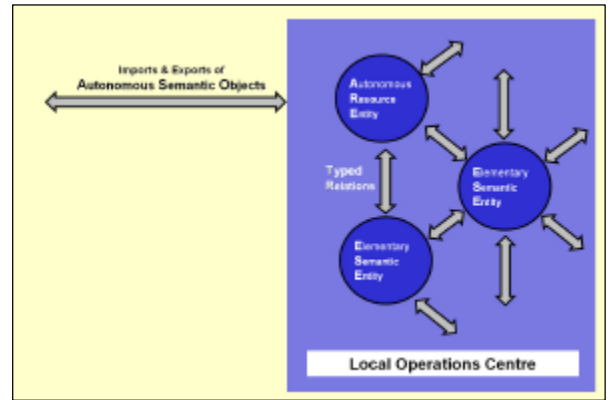 Imports & Exports of
Autonomous Semantic Objects
Autonomous
Resource
Entity
Typed
Relations
Elementary
Semantic
Entity
Elementary
Semantic
Entity
Local Operations Centre